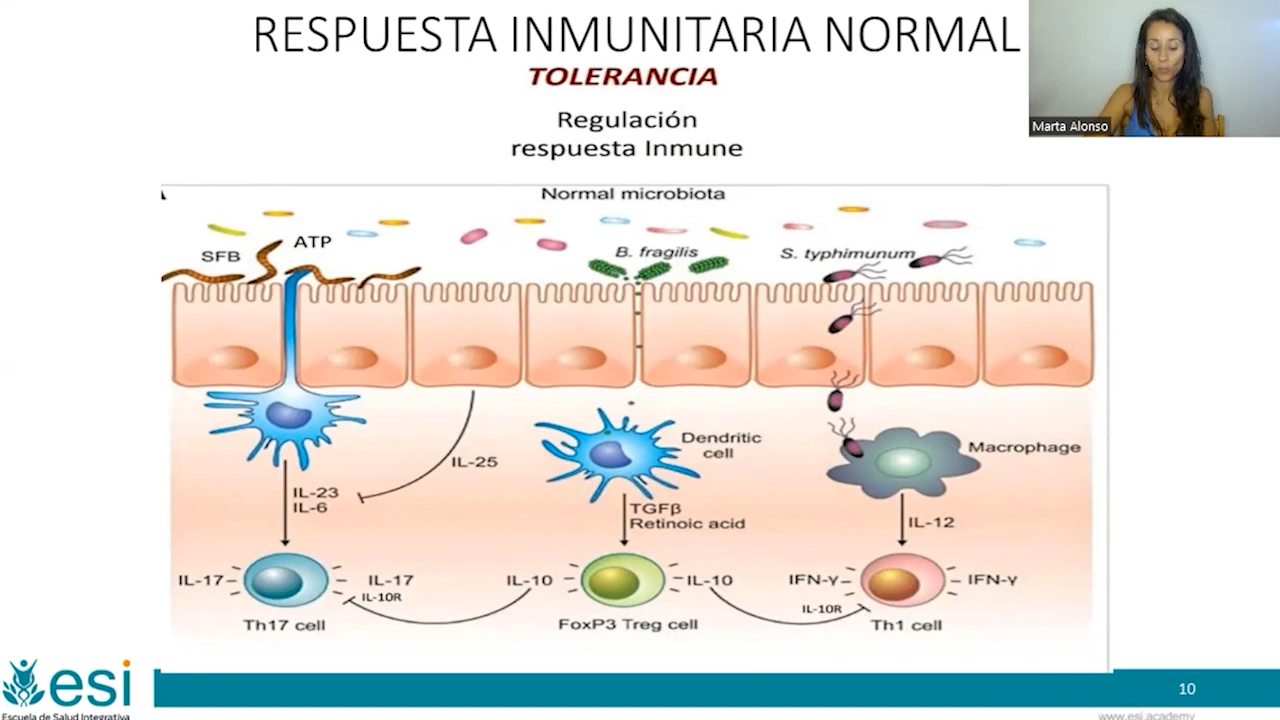 RESPUESTA INMUNITARIA NORMAL
TOLERANCIA
Regulación
respuesta Inmune
Marta Alonso
Normal microbiota
SFB
ATP
B. fragilis
S. typhimunum
Dendritic
cell
Macrophage
IL-25
IL-23
IL-6
TGFβ
Retinoic acid
IL-12
IL-17
IL-17
IL-10R
IL-10
IL-10
IFN-γ
IFN-γ
IL-10R
Th17 cell
FoxP3 Treg cell
Th1 cell
esi
Escuela de Salud Integrativa
10
www.esi.academy